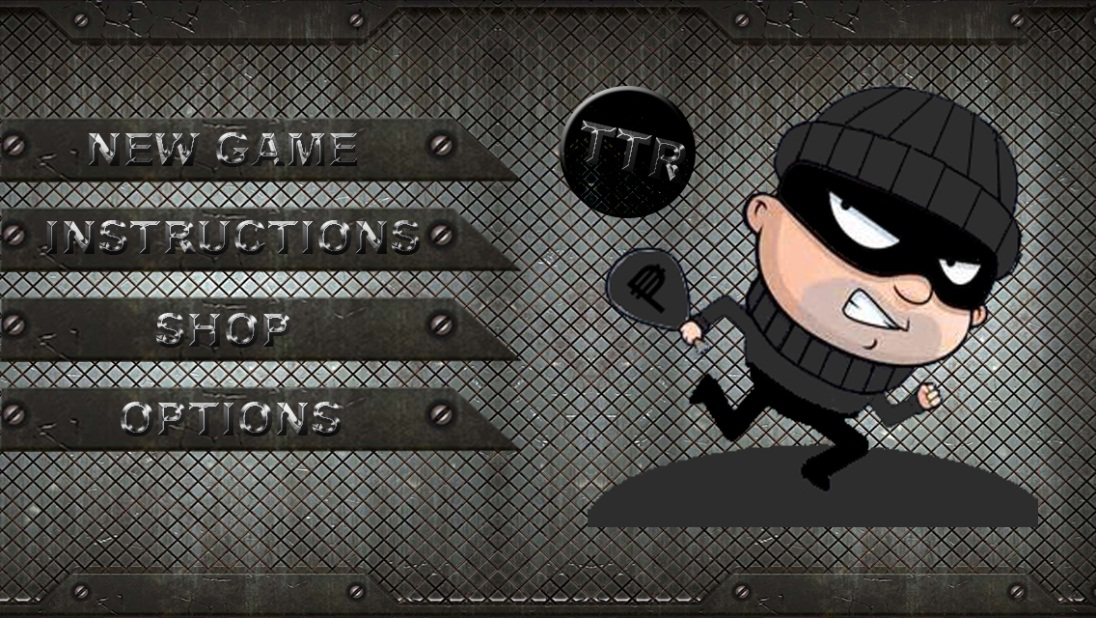 NEW GAME
INSTRUCTIONS
SHOP
OPTIONS
TTR
₱